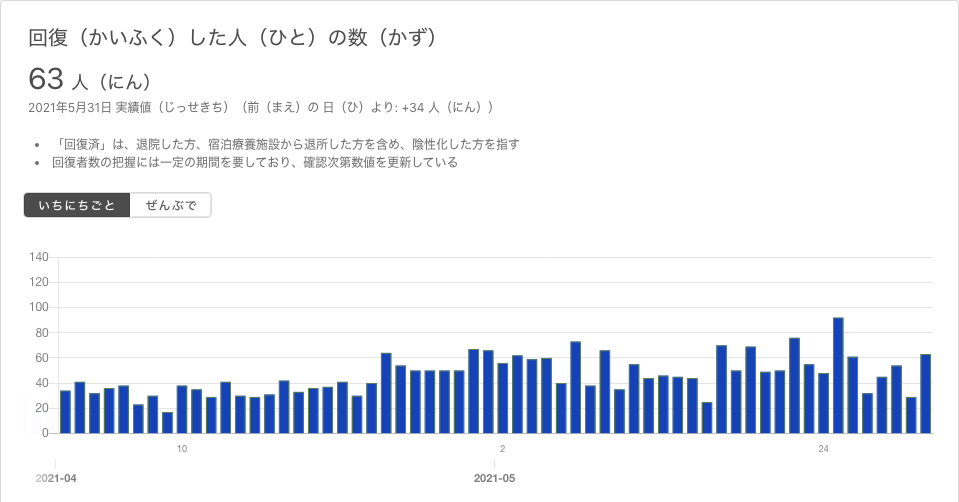 回復（かいふく）した人（ひと）の数（かず）
63 人（にん）
2021年5月31日 実績値（じっせきち）（前（まえ）の 日（ひ）より: +34 人（にん））
• 「回復済」は、退院した方、宿泊療養施設から退所した方を含め、陰性化した方を指す
• 回復者数の把握には一定の期間を要しており、確認次第数値を更新している
いちにちごと ぜんぶで
140
120
100
80
60
40
20
0
10 2 24
2021-04 2021-05